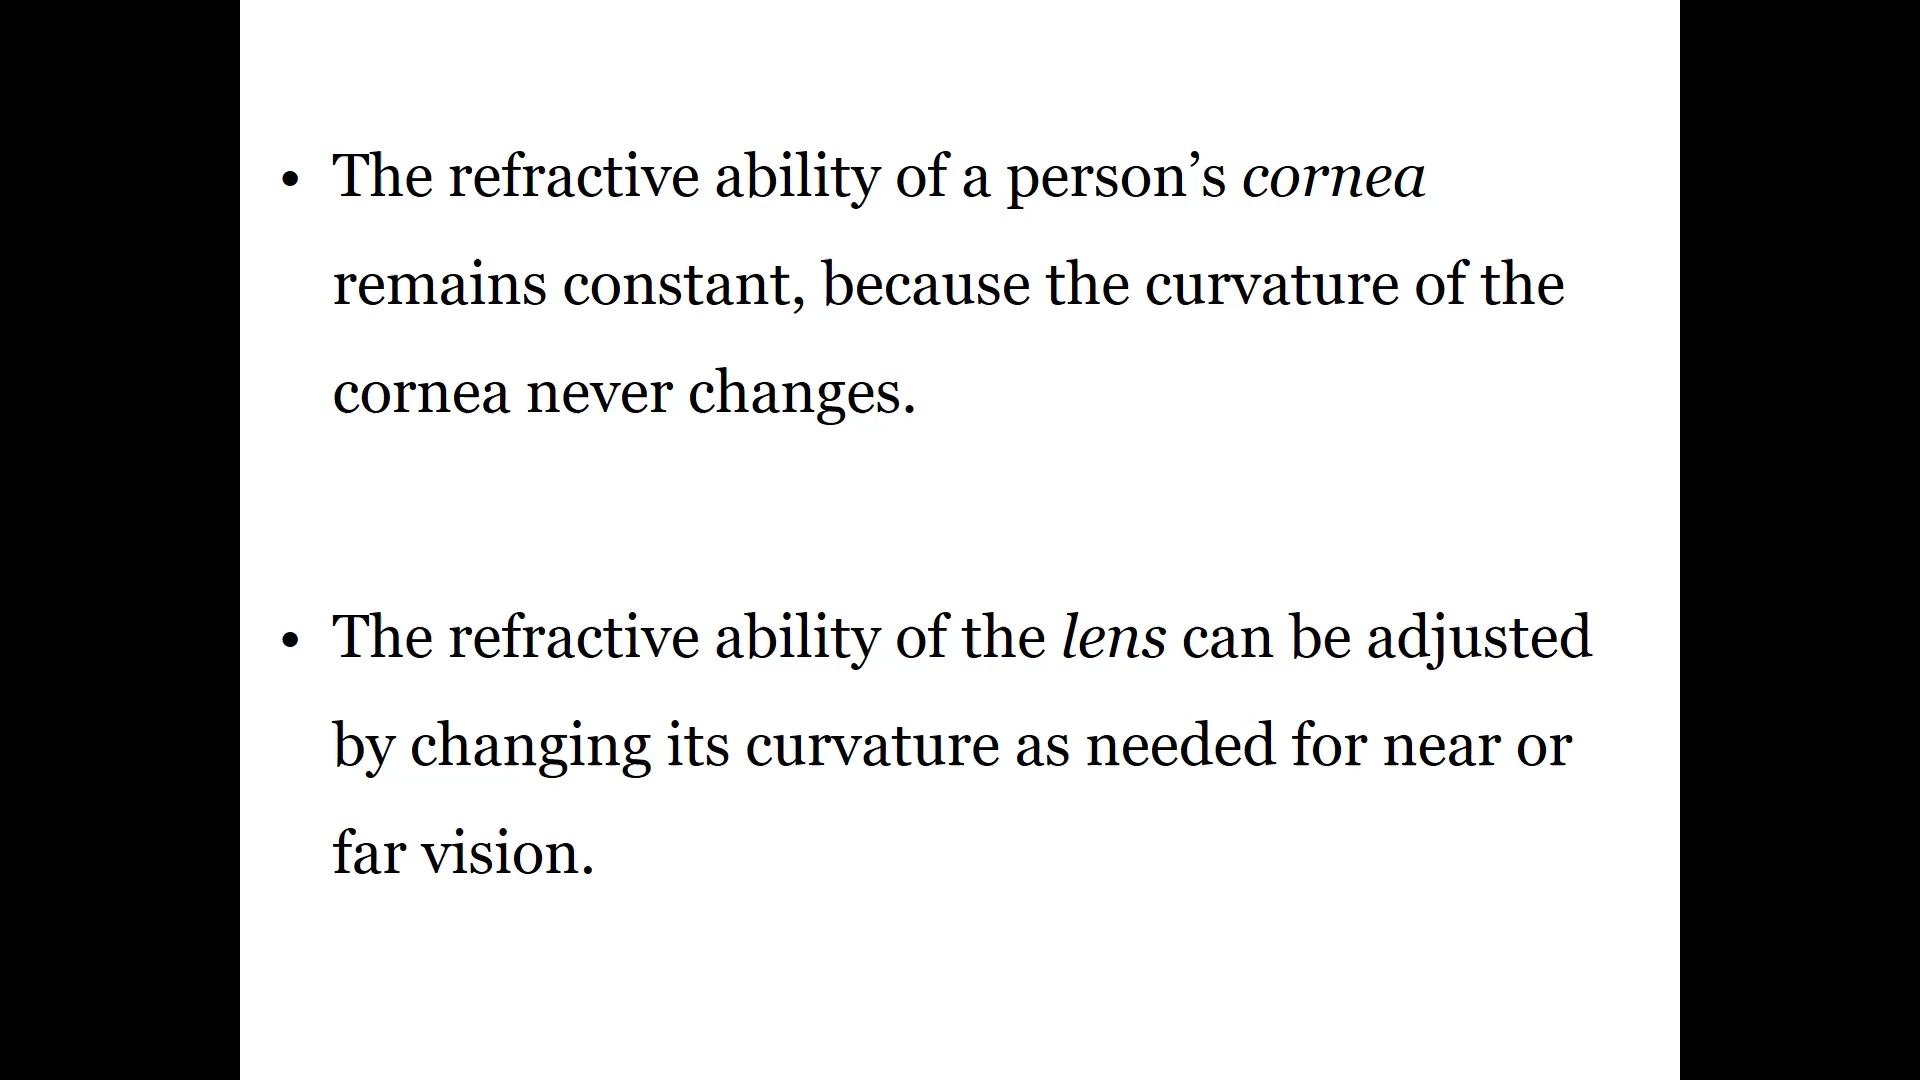 • The refractive ability of a person’s cornea
remains constant, because the curvature of the
cornea never changes.
• The refractive ability of the lens can be adjusted
by changing its curvature as needed for near or
far vision.